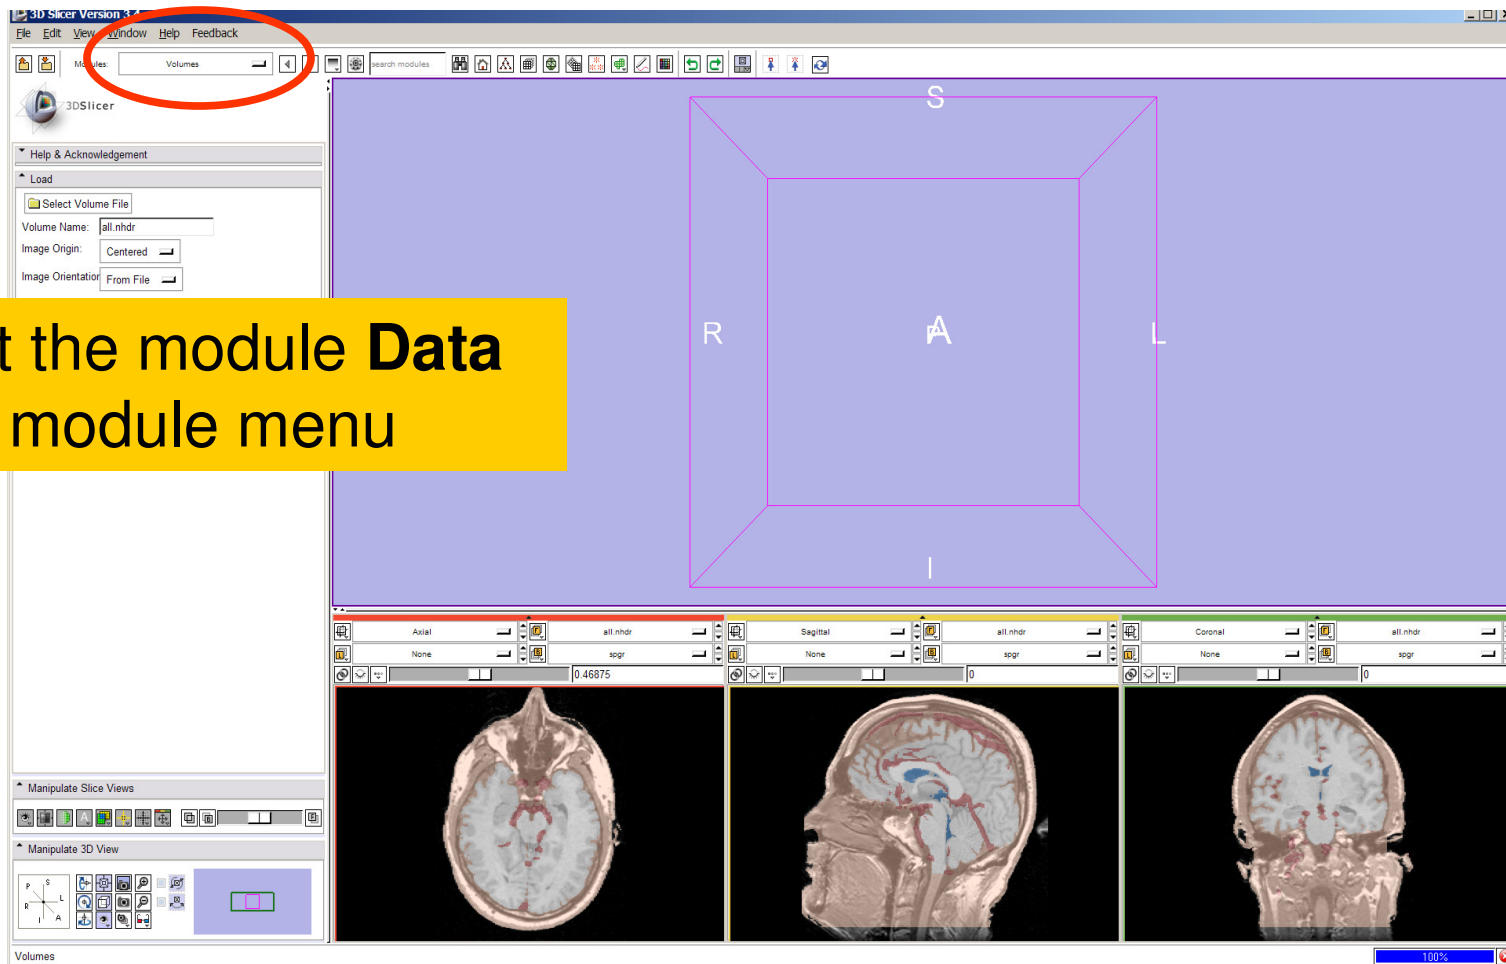 3D Slicer Version 3.4
File Edit View Window Help Feedback
Modules: Volumes search modules
3DSlicer
Help & Acknowledgement
Load
Select Volume File
Volume Name: all.nhdr
Image Origin: Centered
Image Orientation From File
t the module Data
module menu
S
R A P L
I
Axial all.nhdr Sagittal all.nhdr Coronal all.nhdr
None spgr None spgr None spgr
0.46875 0 0
Manipulate Slice Views
Manipulate 3D View
P S
R L
I A
Volumes 100%